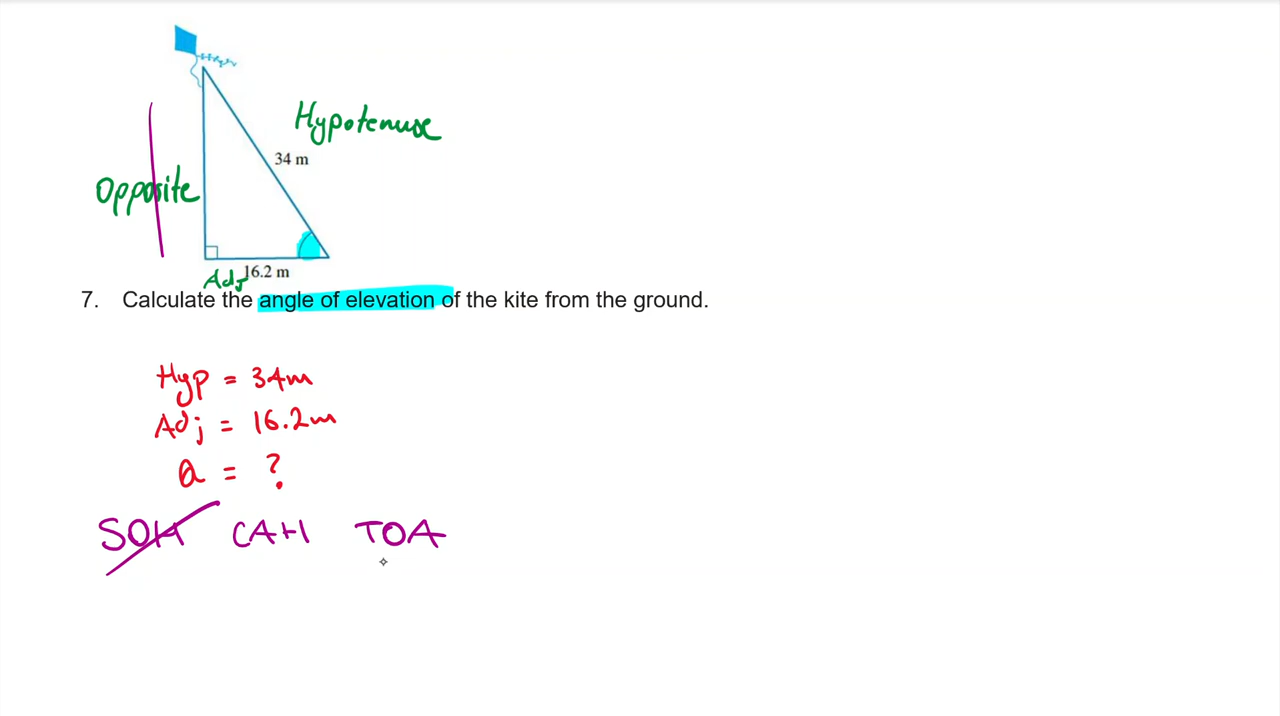 Hypotenuse
34 m
Opposite
Adj 16.2 m
7. Calculate the angle of elevation of the kite from the ground.
Hyp = 34m
Adj = 16.2m
a = ?
SOH CAH TOA